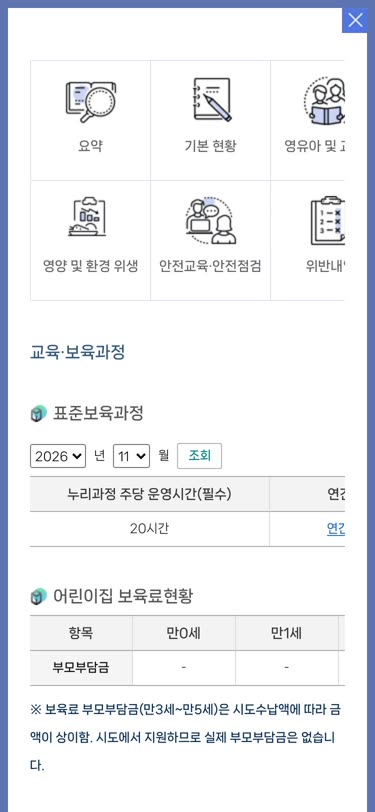 요약
기본 현황
영유아 및 교
영양 및 환경 위생
안전교육·안전점검
위반내
교육·보육과정
표준보육과정
2026 년 11 월 조회
누리과정 주당 운영시간(필수) 연간
20시간 연간
어린이집 보육료현황
항목 만0세 만1세
부모부담금 - -
※ 보육료 부모부담금(만3세~만5세)은 시도수납액에 따라 금
액이 상이함. 시도에서 지원하므로 실제 부모부담금은 없습니
다.